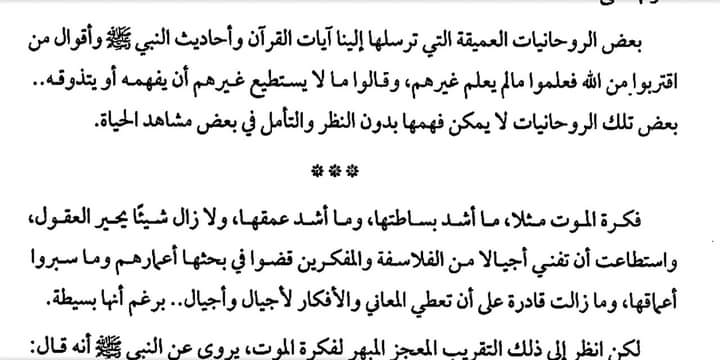 بعض الروحانيات العميقة التي ترسلها إلينا آيات القرآن وأحاديث النبي ﷺ وأقوال من
اقتربوا من الله فعلموا مالم يعلم غيرهم، وقالوا ما لا يستطيع غيرهم أن يفهمه أو يتذوقه..
بعض تلك الروحانيات لا يمكن فهمها بدون النظر والتأمل في بعض مشاهد الحياة.
***
فكرة الموت مثلا، ما أشد بساطتها، وما أشد عمقها، ولا زال شيئًا يحير العقول،
واستطاعت أن تفني أجيالا من الفلاسفة والمفكرين قضوا في بحثها أعمارهم وما سبروا
أعماقها، وما زالت قادرة على أن تعطي المعاني والأفكار لأجيال وأجيال.. برغم أنها بسيطة.
لكن انظر إلى ذلك التقريب المعجز المبهر لفكرة الموت، يروى عن النبي ﷺ أنه قال: